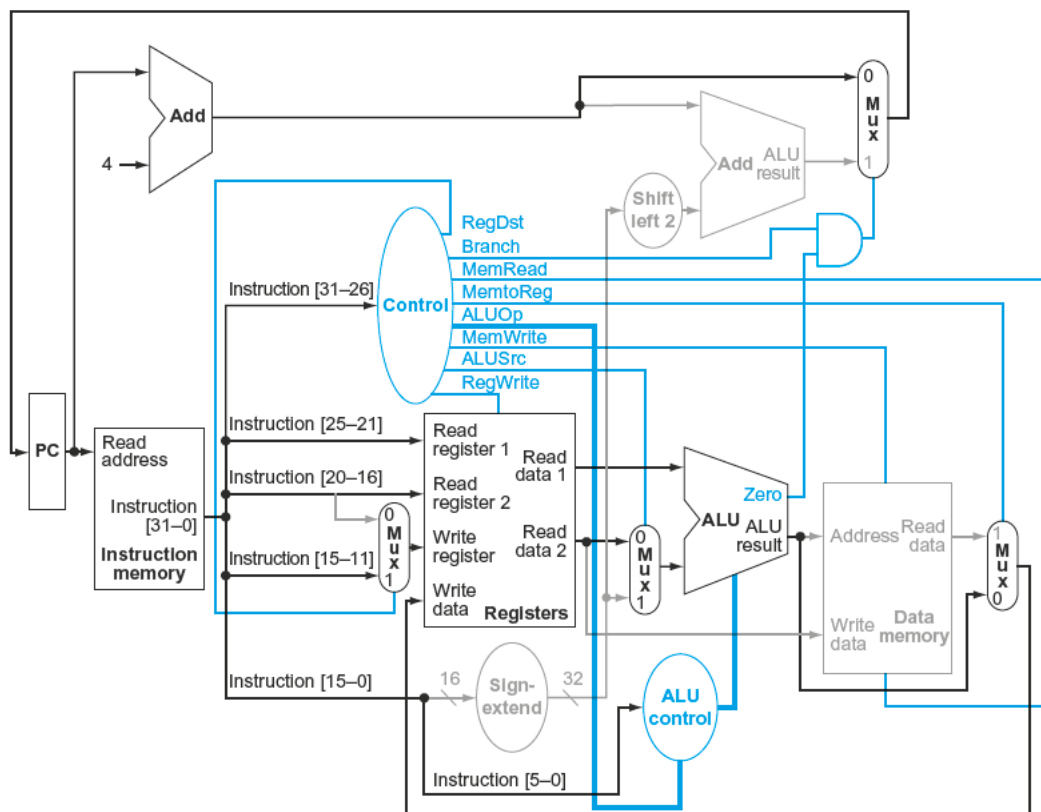 0
M
u
x
1
Add
4
Add
ALU
result
Shift
left 2
RegDst
Branch
MemRead
MemtoReg
ALUOp
MemWrite
ALUSrc
RegWrite
Control
Instruction [31–26]
Instruction [25–21]
Instruction [20–16]
Instruction [15–11]
Instruction [15–0]
Instruction [5–0]
PC
Read
address
Instruction
[31–0]
Instruction
memory
0
M
u
x
1
Read
register 1
Read
register 2
Write
register
Write
data
Read
data 1
Read
data 2
Registers
0
M
u
x
1
Zero
ALU
ALU
result
Address
Read
data
Write
data
Data
memory
1
M
u
x
0
16
Sign-
extend
32
ALU
control